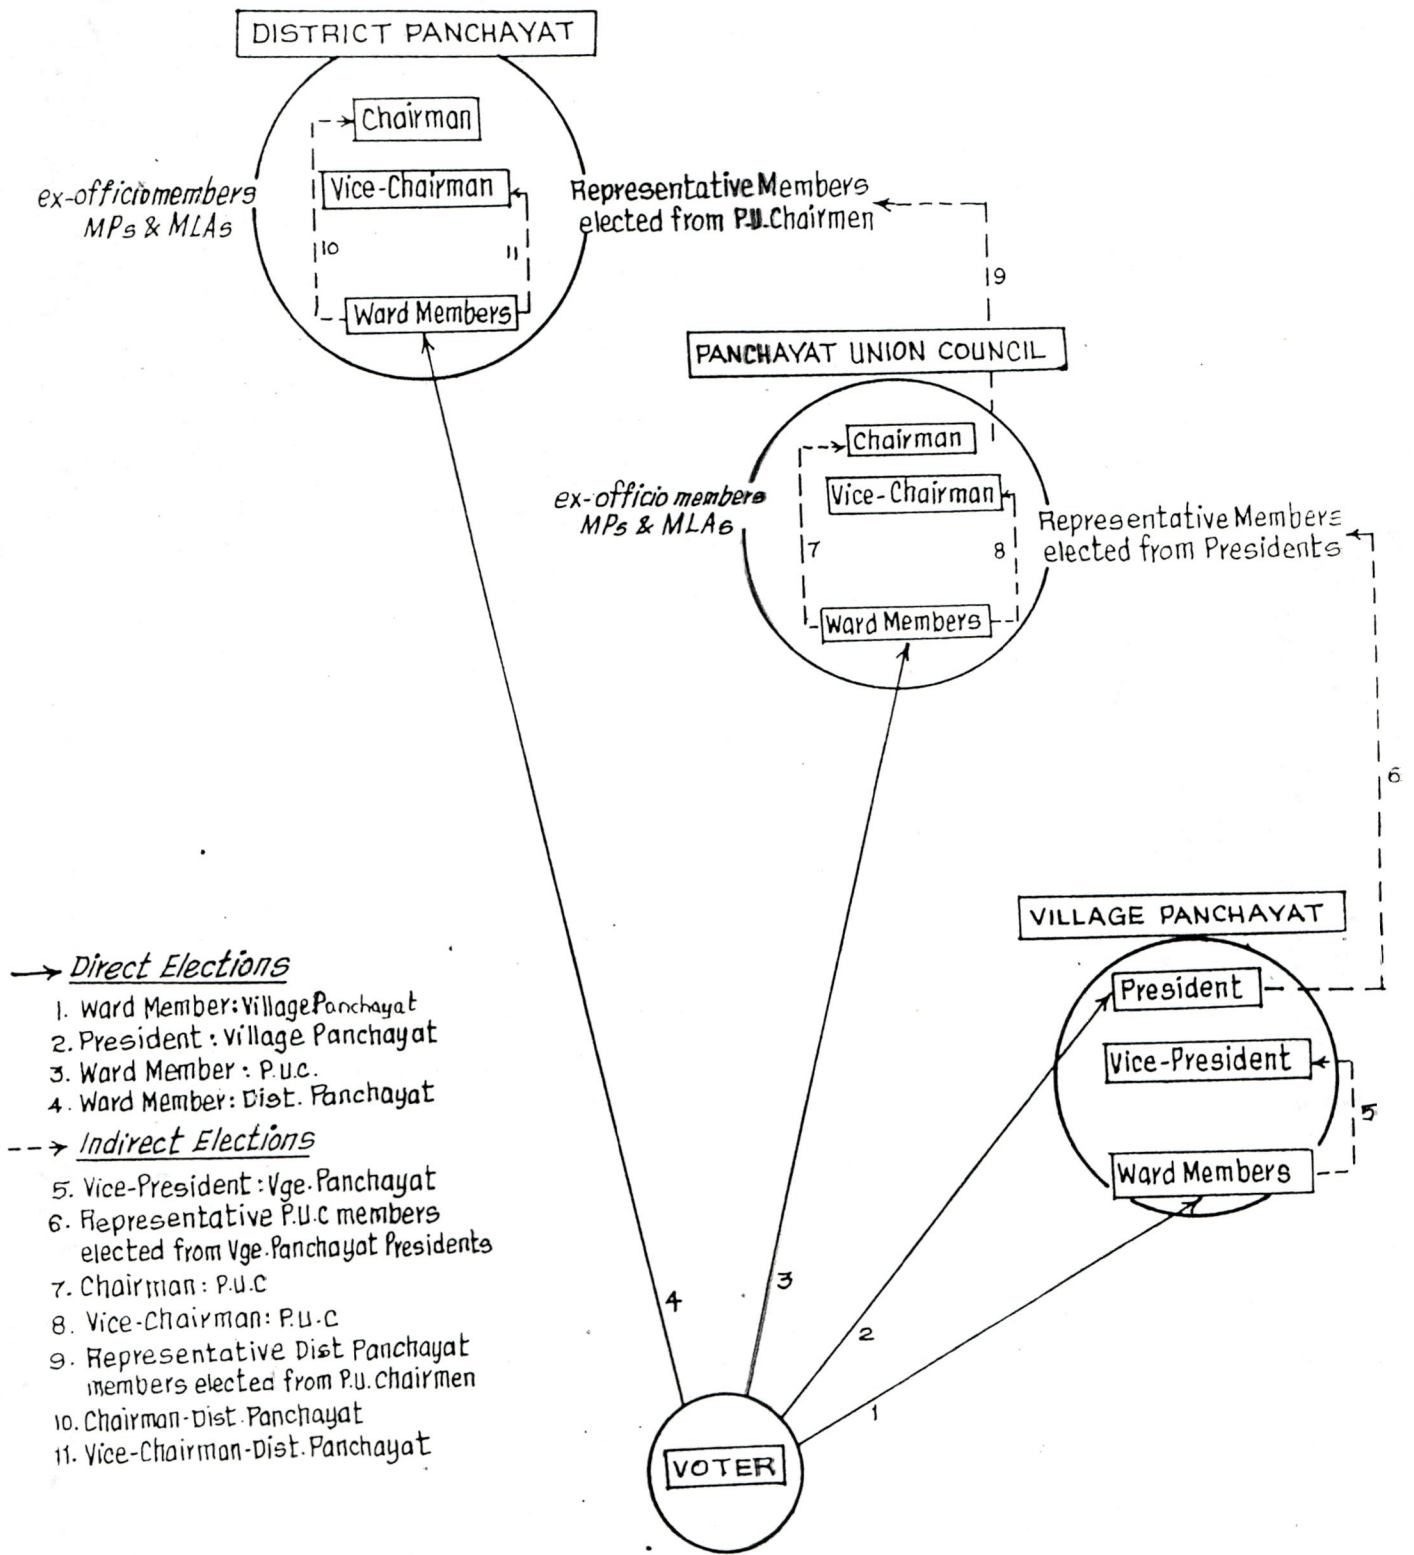 DISTRICT PANCHAYAT
Chairman
Vice-Chairman
10
11
Ward Members
ex-officio members
MPs & MLAs
Representative Members
elected from P.U.Chairmen
9
PANCHAYAT UNION COUNCIL
Chairman
Vice-Chairman
7
8
Ward Members
ex-officio members
MPs & MLAs
Representative Members
elected from Presidents
6
VILLAGE PANCHAYAT
President
Vice-President
5
Ward Members
Direct Elections
1. Ward Member: Village Panchayat
2. President: Village Panchayat
3. Ward Member: P.U.C.
4. Ward Member: Dist. Panchayat
Indirect Elections
5. Vice-President: Vge. Panchayat
6. Representative P.U.C members
elected from Vge. Panchayat Presidents
7. Chairman: P.U.C
8. Vice-Chairman: P.U.C
9. Representative Dist Panchayat
members elected from P.U. Chairmen
10. Chairman-Dist. Panchayat
11. Vice-Chairman-Dist. Panchayat
4
3
2
1
VOTER